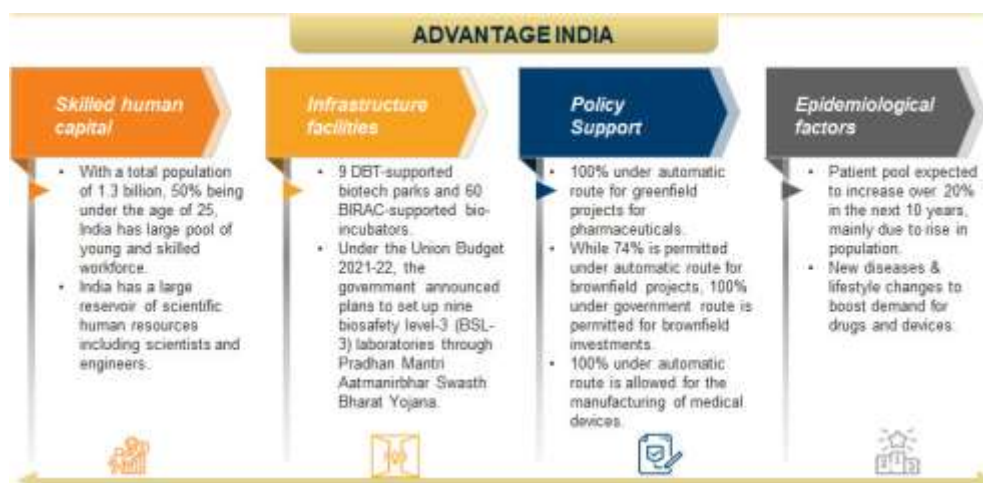 ADVANTAGE INDIA
Skilled human
capital
• With a total population
of 1.3 billion, 50% being
under the age of 25,
India has large pool of
young and skilled
workforce.
• India has a large
reservoir of scientific
human resources
including scientists and
engineers.
Infrastructure
facilities
• 9 DBT-supported
biotech parks and 60
BIRAC-supported bio-
incubators.
• Under the Union Budget
2021-22, the
government announced
plans to set up nine
biosafety level-3 (BSL-
3) laboratories through
Pradhan Mantri
Aatmanirbhar Swasth
Bharat Yojana.
Policy
Support
• 100% under automatic
route for greenfield
projects for
pharmaceuticals.
• While 74% is permitted
under automatic route for
brownfield projects, 100%
under government route is
permitted for brownfield
investments.
• 100% under automatic
route is allowed for the
manufacturing of medical
devices.
Epidemiological
factors
• Patient pool expected
to increase over 20%
in the next 10 years,
mainly due to rise in
population.
• New diseases &
lifestyle changes to
boost demand for
drugs and devices.